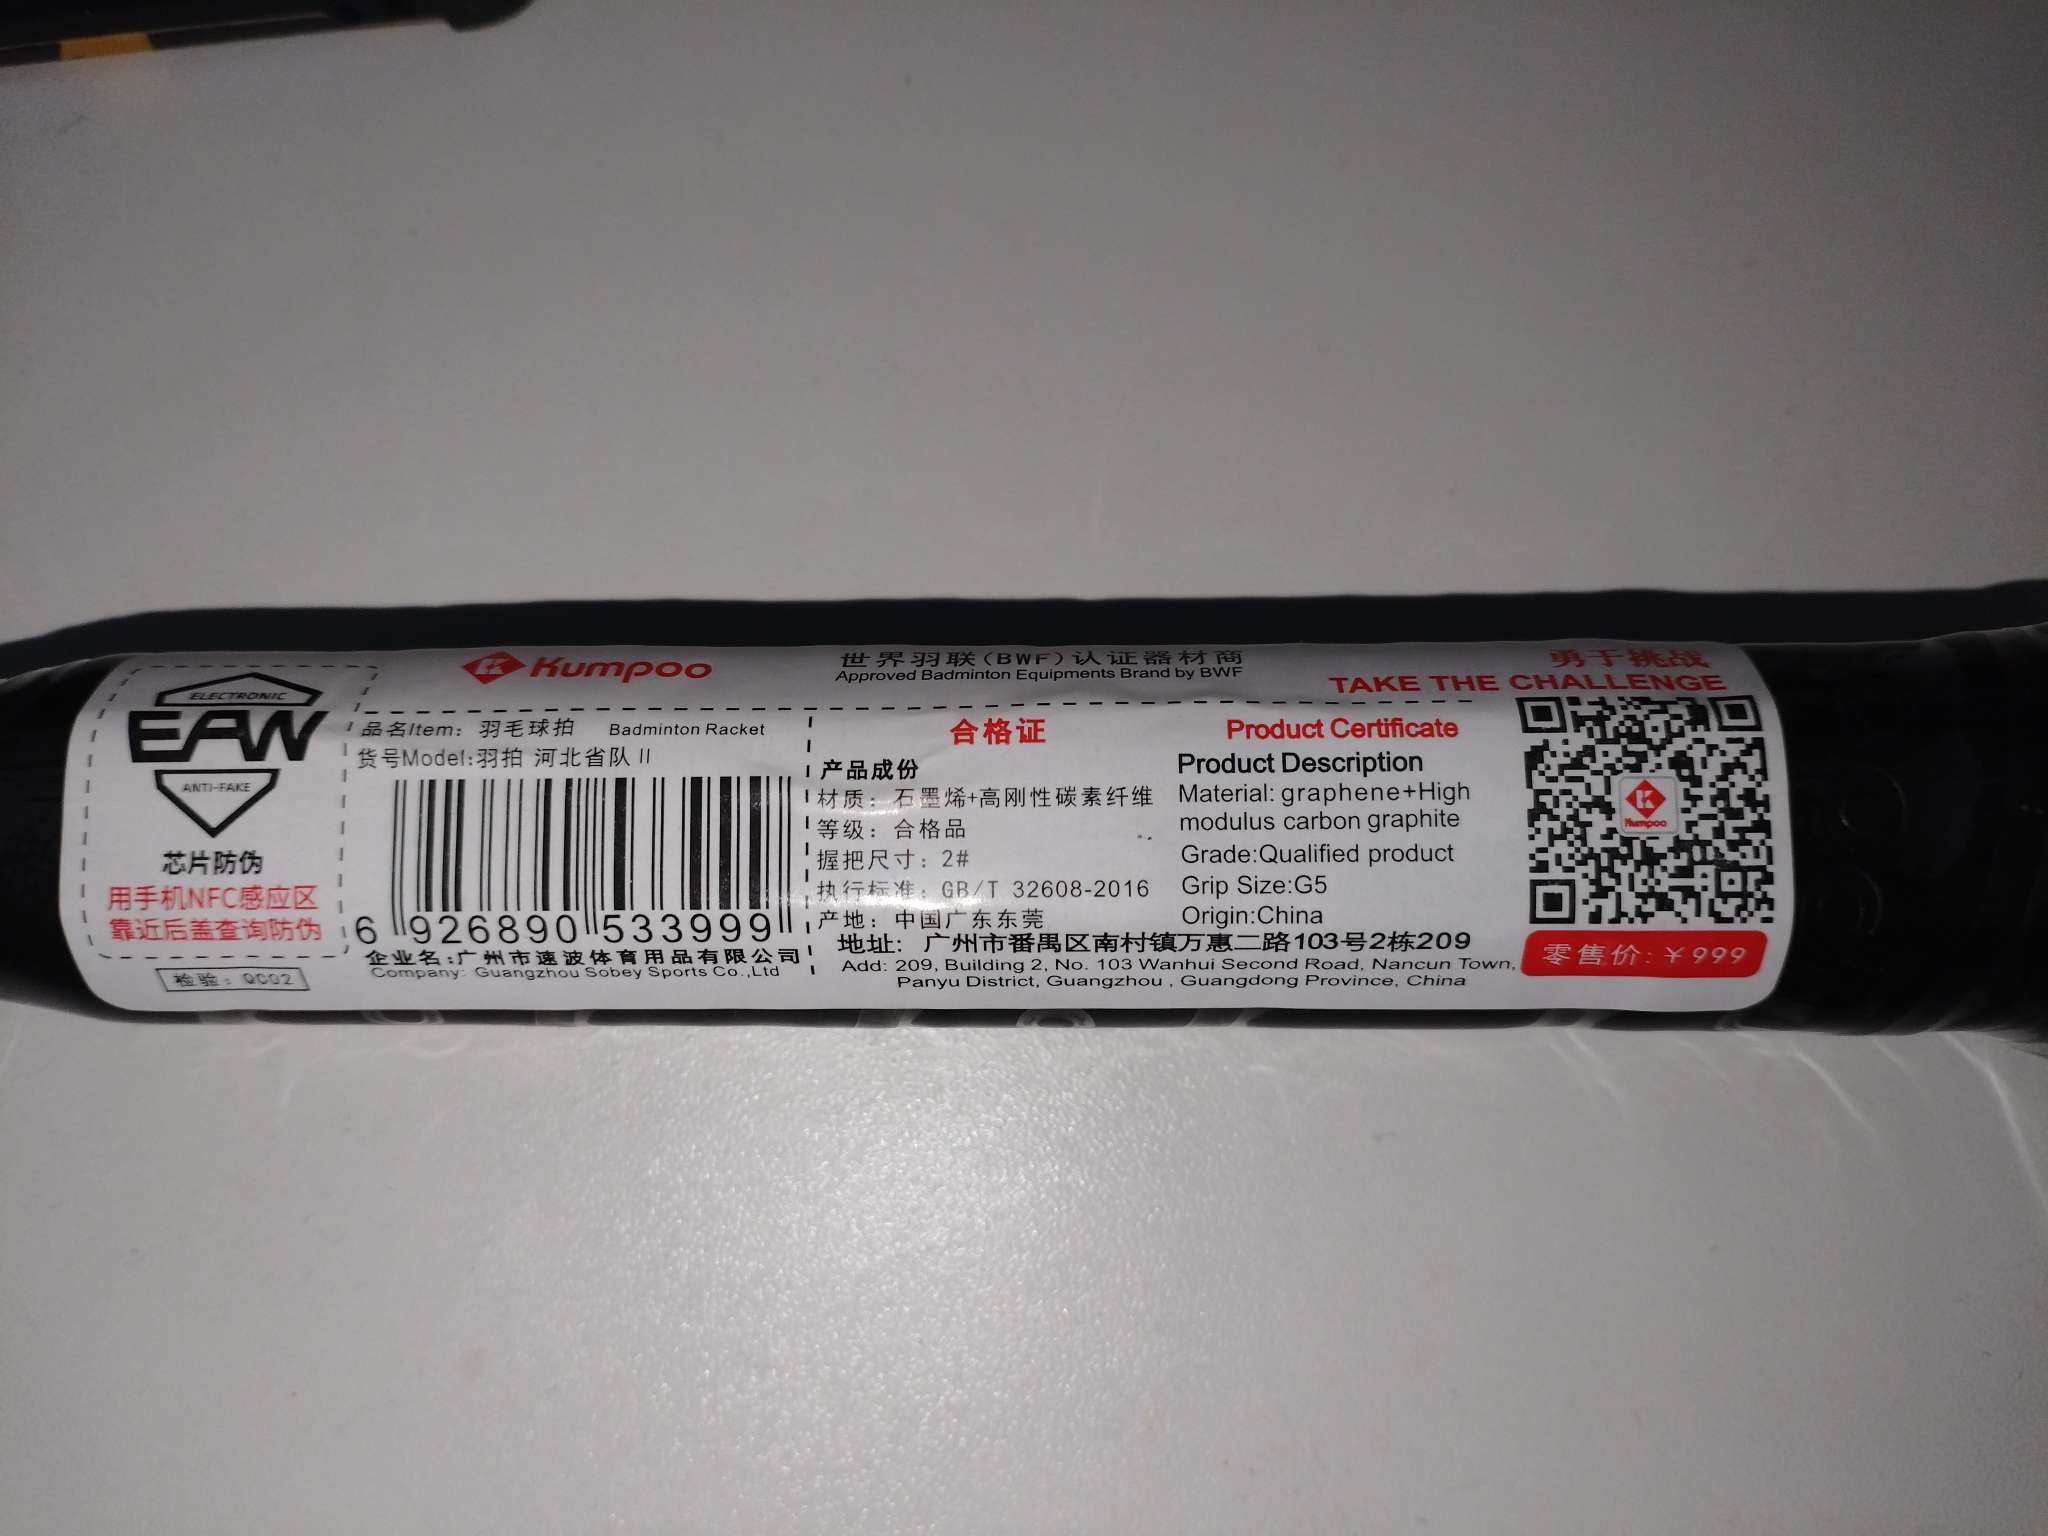 ELECTRONIC
EAW
ANTI-FAKE
芯片防伪
用手机NFC感应区
靠近后盖查询防伪
检验:QC02
Kumpoo
品名Item: 羽毛球拍 Badminton Racket
货号Model:羽拍 河北省队II
6 926890 533999
企业名:广州市速波体育用品有限公司
Company: Guangzhou Sobey Sports Co.,Ltd
世界羽联(BWF)认证器材商
Approved Badminton Equipments Brand by BWF
合格证
产品成份
材质: 石墨烯+高刚性碳素纤维
等级: 合格品
握把尺寸: 2#
执行标准: GB/T 32608-2016
产地: 中国广东东莞
Product Certificate
Product Description
Material: graphene+High
modulus carbon graphite
Grade:Qualified product
Grip Size:G5
Origin:China
地址: 广州市番禺区南村镇万惠二路103号2栋209
Add: 209, Building 2, No. 103 Wanhui Second Road, Nancun Town,
Panyu District, Guangzhou , Guangdong Province, China
勇于挑战
TAKE THE CHALLENGE
Kumpoo
零售价:￥999